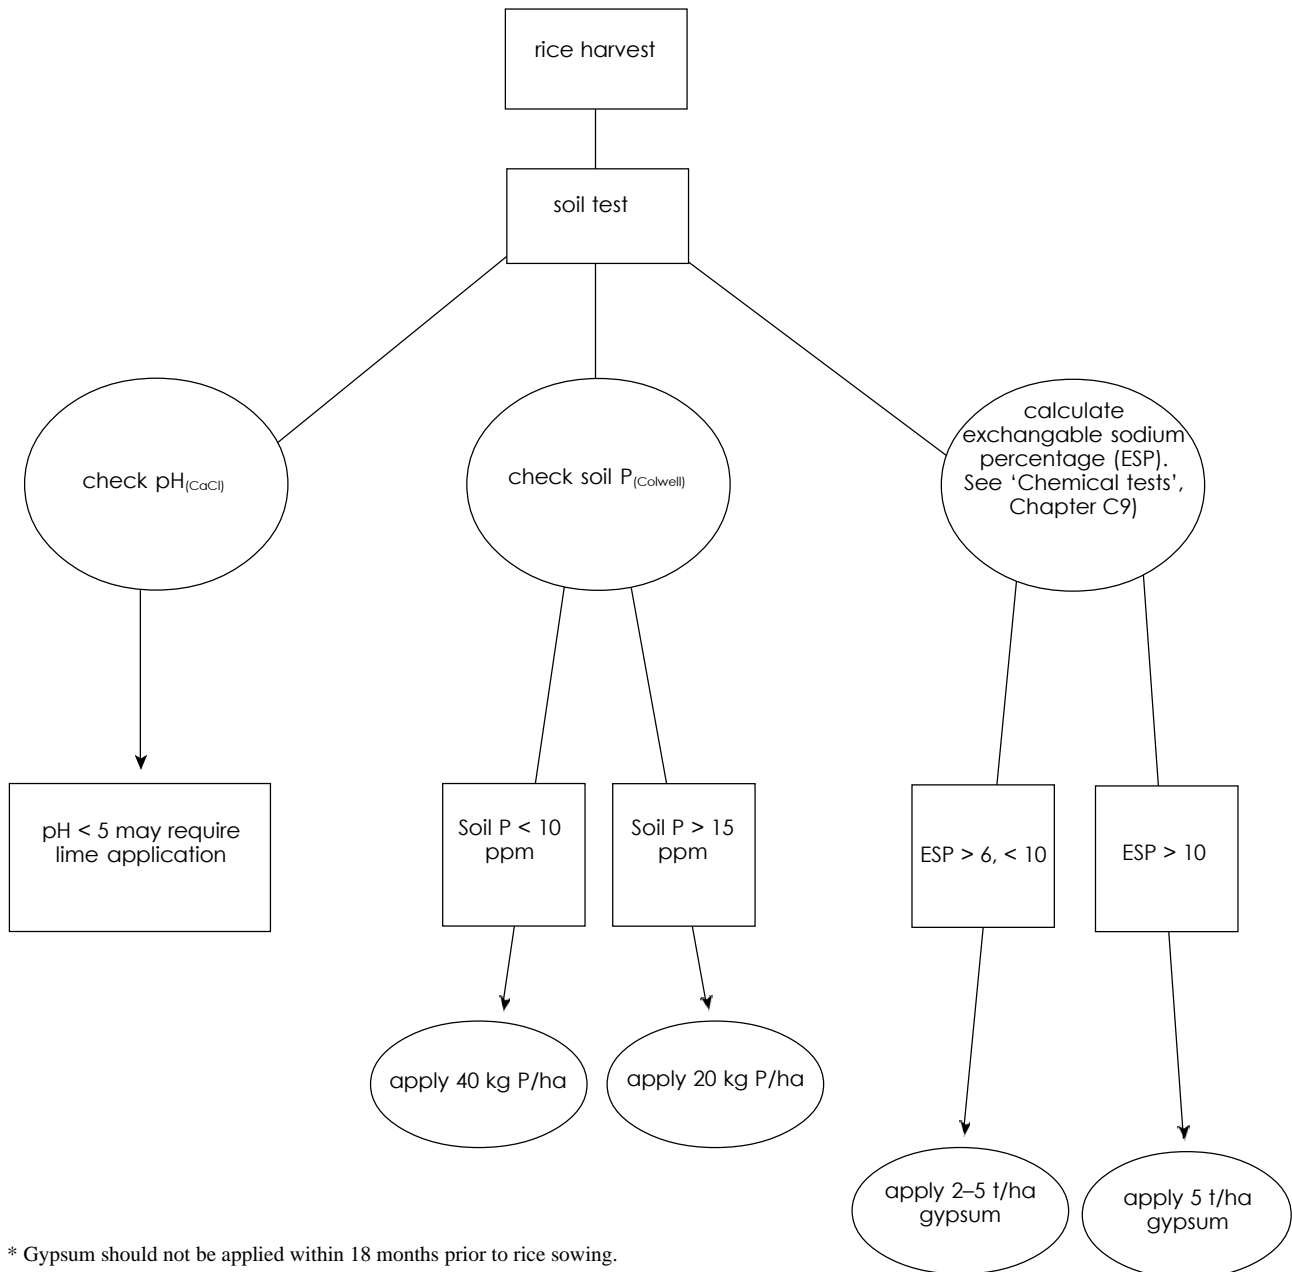 rice harvest
soil test
check pH(CaCl)
check soil P(Colwell)
calculate
exchangable sodium
percentage (ESP).
See ‘Chemical tests’,
Chapter C9)
pH < 5 may require
lime application
Soil P < 10
ppm
Soil P > 15
ppm
ESP > 6, < 10
ESP > 10
apply 40 kg P/ha
apply 20 kg P/ha
apply 2–5 t/ha
gypsum
apply 5 t/ha
gypsum
* Gypsum should not be applied within 18 months prior to rice sowing.